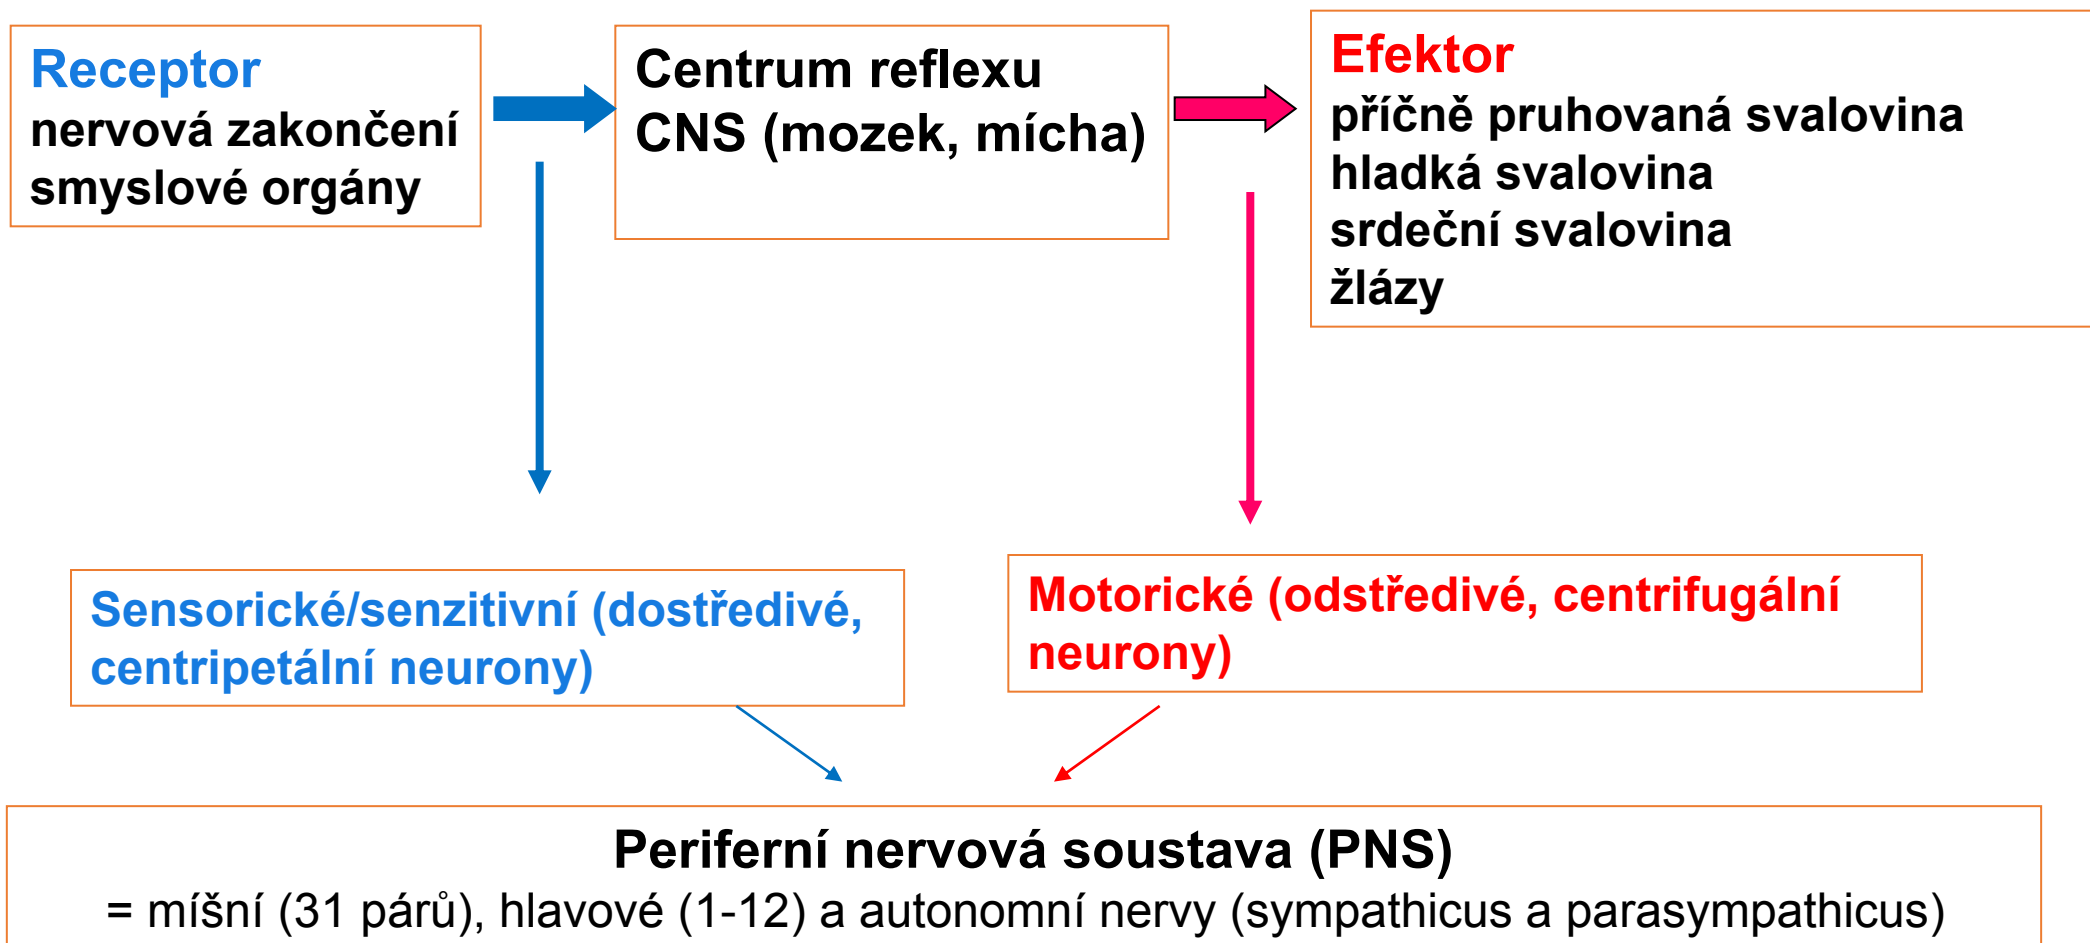 Receptor
nervová zakončení
smyslové orgány
Centrum reflexu
CNS (mozek, mícha)
Efektor
příčně pruhovaná svalovina
hladká svalovina
srdeční svalovina
žlázy
Sensorické/senzitivní (dostředivé,
centripetální neurony)
Motorické (odstředivé, centrifugální
neurony)
Periferní nervová soustava (PNS)
= míšní (31 párů), hlavové (1-12) a autonomní nervy (sympathicus a parasympathicus)